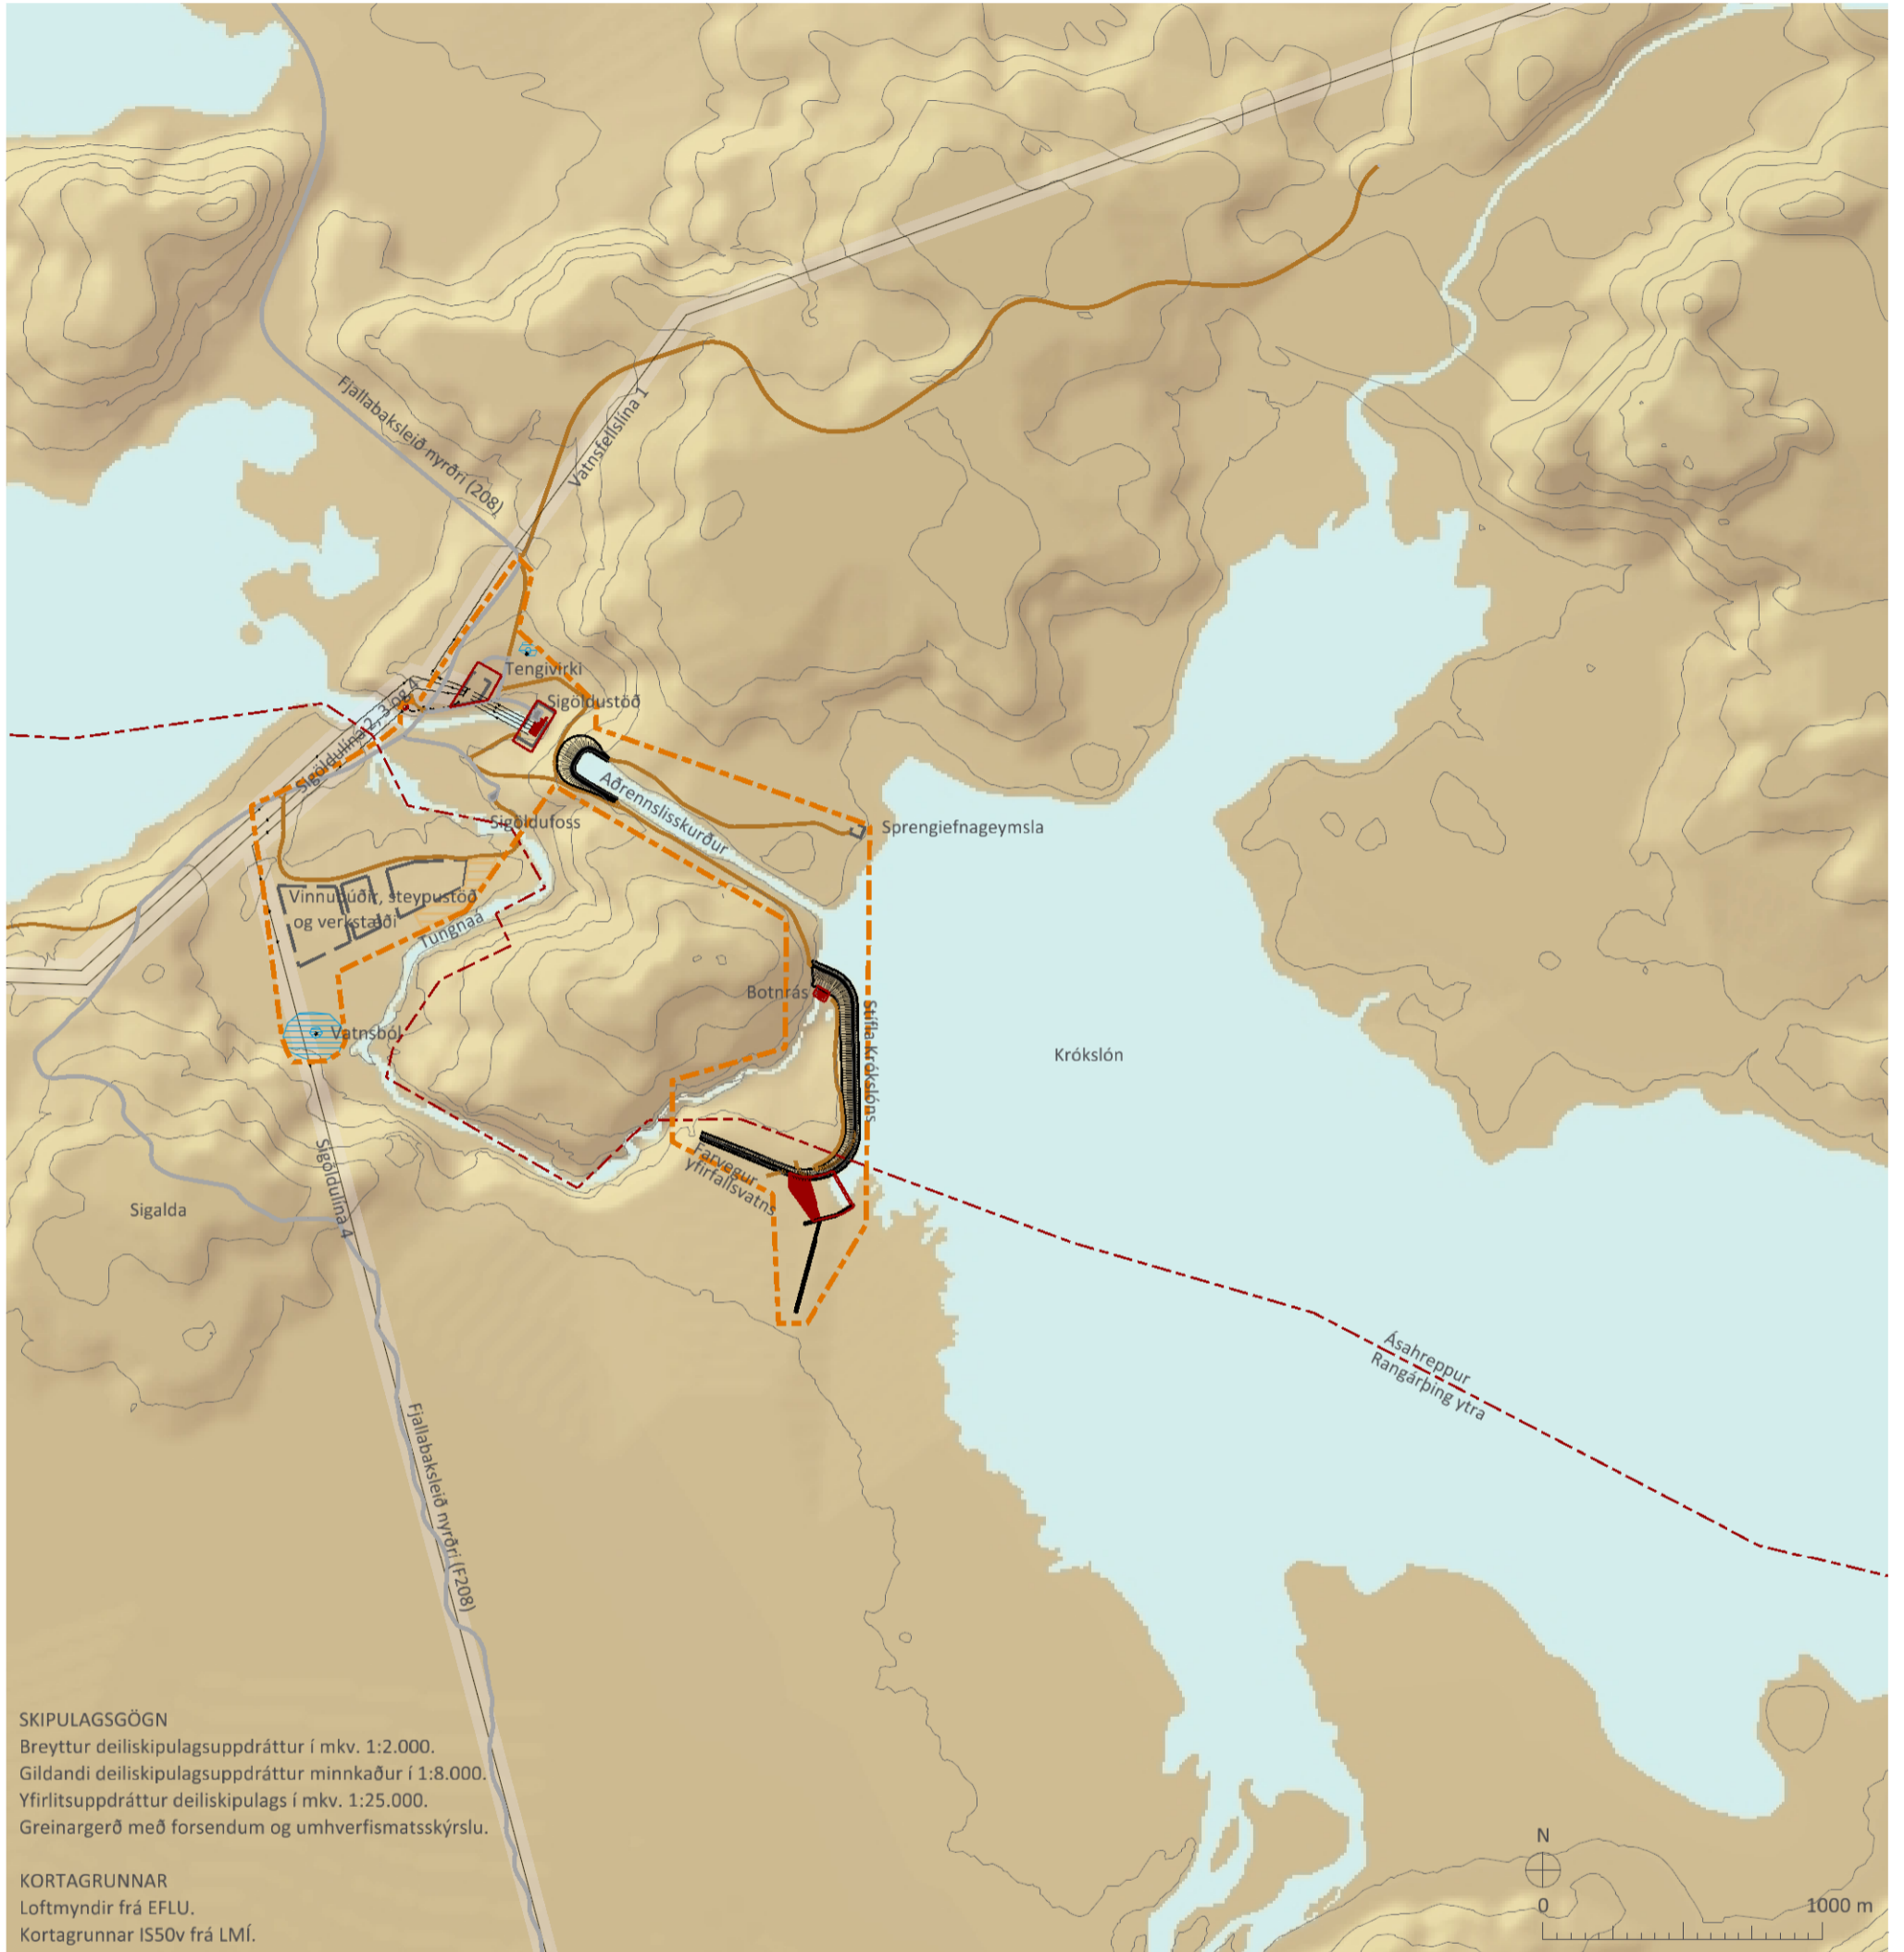 Fjallabaksleið nyrðri (208)
Vatnsfellslína 1
Tengivirki
Sigöldustöð
Sigöldulína 2, 3 og 4
Aðrennslisskurður
Sigöldufoss
Sprengiefnageymsla
Vinnubúðir, steypustöð
og verkstæði
Tungnaá
Botnrás
Stífla Krókslóns
Vatnsból
Krókslón
Farvegur
yfirfallsvatns
Sigöldulína 4
Sigalda
Ásahreppur
Rangárþing ytra
Fjallabaksleið nyrðri (F208)
SKIPULAGSGÖGN
Breyttur deiliskipulagsuppdráttur í mkv. 1:2.000.
Gildandi deiliskipulagsuppdráttur minnkaður í 1:8.000.
Yfirlitsuppdráttur deiliskipulags í mkv. 1:25.000.
Greinargerð með forsendum og umhverfismatsskýrslu.
KORTAGRUNNAR
Loftmyndir frá EFLU.
Kortagrunnar IS50v frá LMÍ.
N
0 1000 m